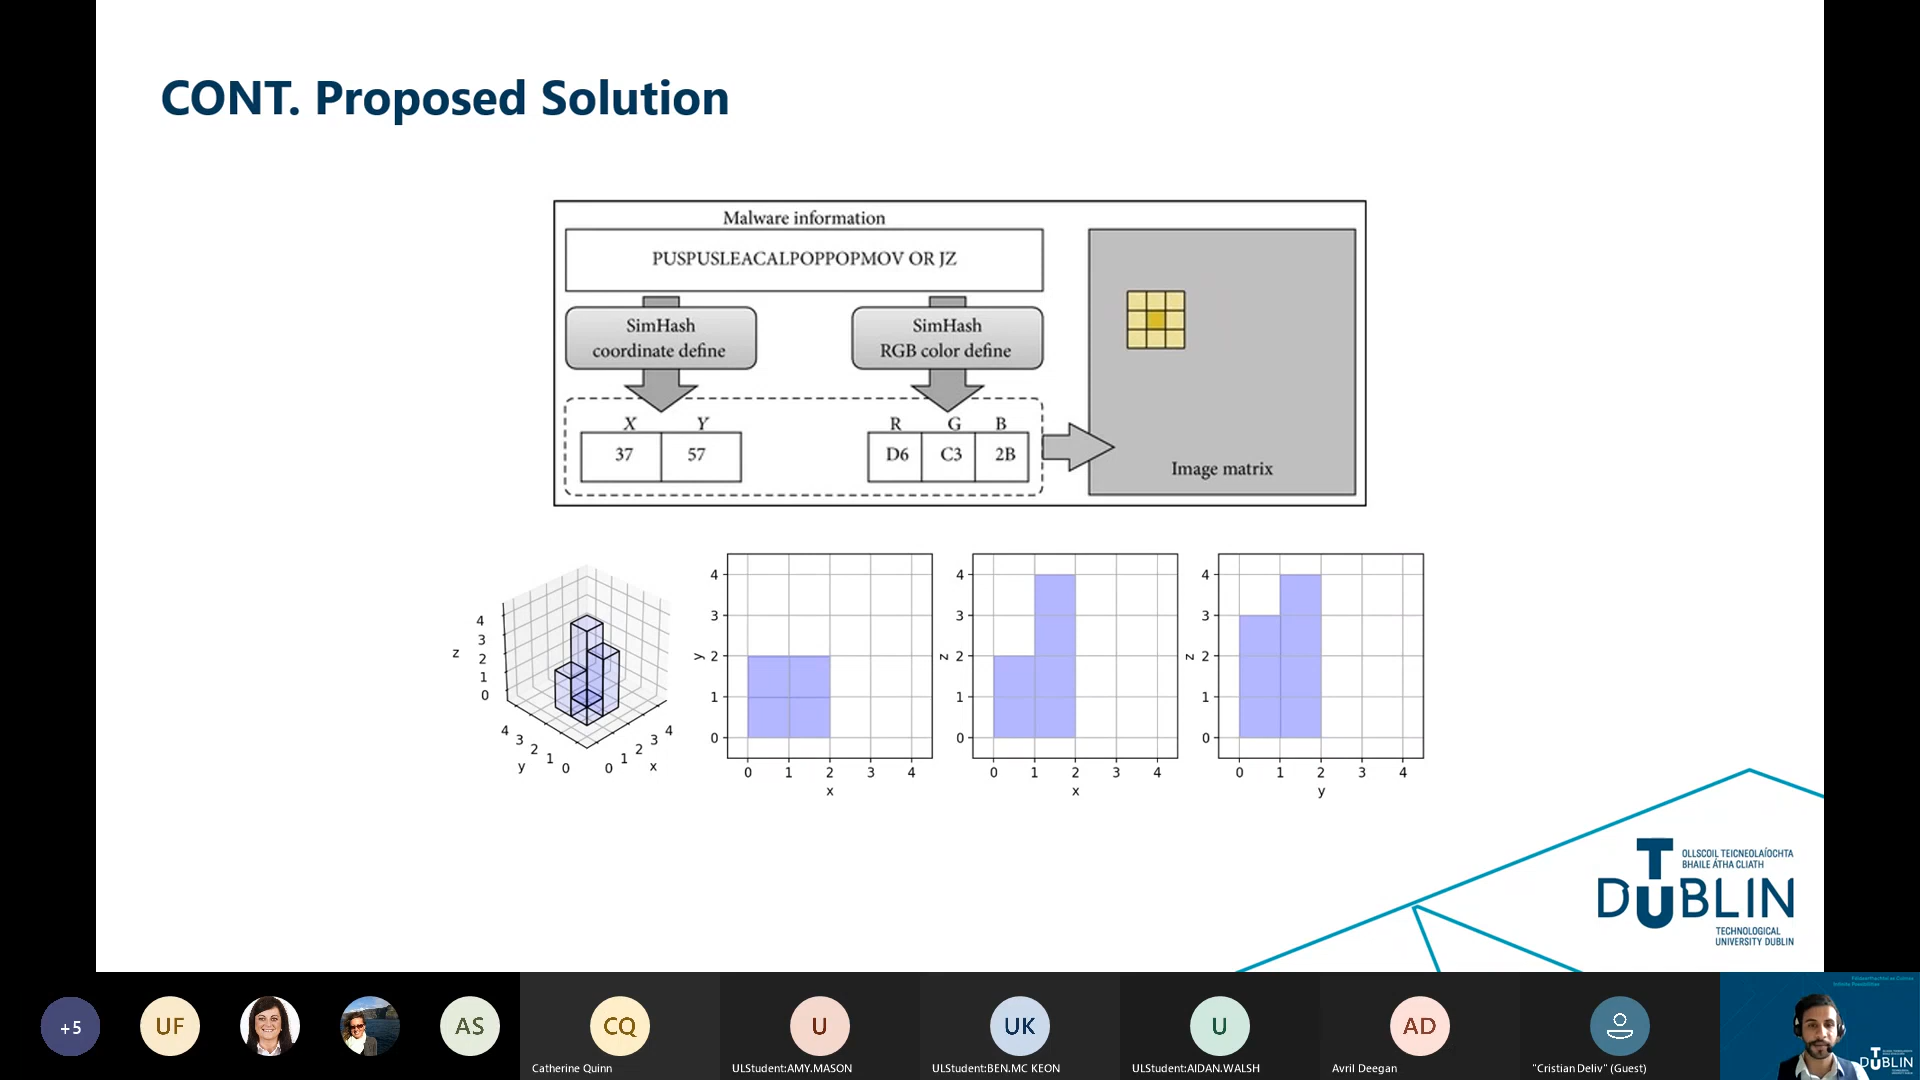 CONT. Proposed Solution
Malware information
PUSPUSLEACALPOPPOPMOV OR JZ
SimHash
coordinate define
SimHash
RGB color define
X Y
37 57
R G B
D6 C3 2B
Image matrix
4
3
2
1
0
z
4 3 2 1 0
y
0 1 2 3 4
x
4
3
2
1
0
y
0 1 2 3 4
x
4
3
2
1
0
z
0 1 2 3 4
x
4
3
2
1
0
z
0 1 2 3 4
y
OLLSCOIL TEICNEOLAÍOCHTA
BHAILE ÁTHA CLIATH
T
DUBLIN
TECHNOLOGICAL
UNIVERSITY DUBLIN
+5
UF
AS
CQ
Catherine Quinn
U
ULStudent:AMY.MASON
UK
ULStudent:BEN.MC KEON
U
ULStudent:AIDAN.WALSH
AD
Avril Deegan
"Cristian Deliv" (Guest)
T
DUBLIN